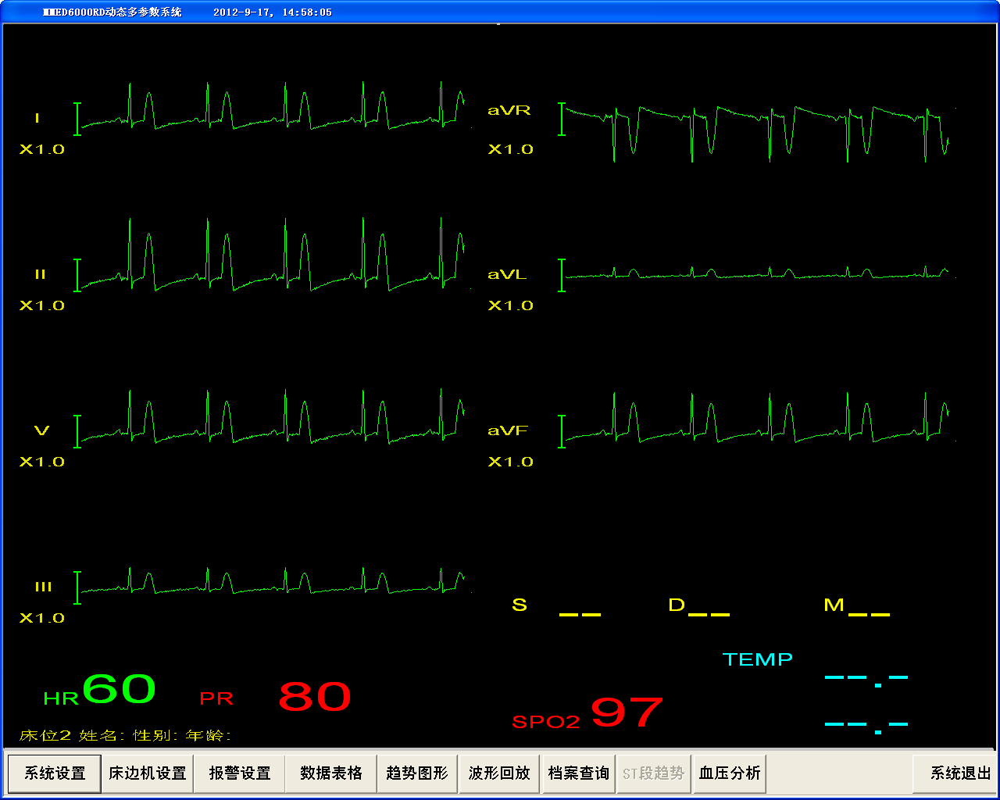 MMED6000RD动态多参数系统 2012-9-17, 14:58:05
I
X1.0
aVR
X1.0
II
X1.0
aVL
X1.0
V
X1.0
aVF
X1.0
III
X1.0
S -- D -- M --
TEMP --.-
HR 60 PR 80 SPO2 97 --.-
床位2 姓名: 性别: 年龄:
系统设置 床边机设置 报警设置 数据表格 趋势图形 波形回放 档案查询 ST段趋势 血压分析 系统退出